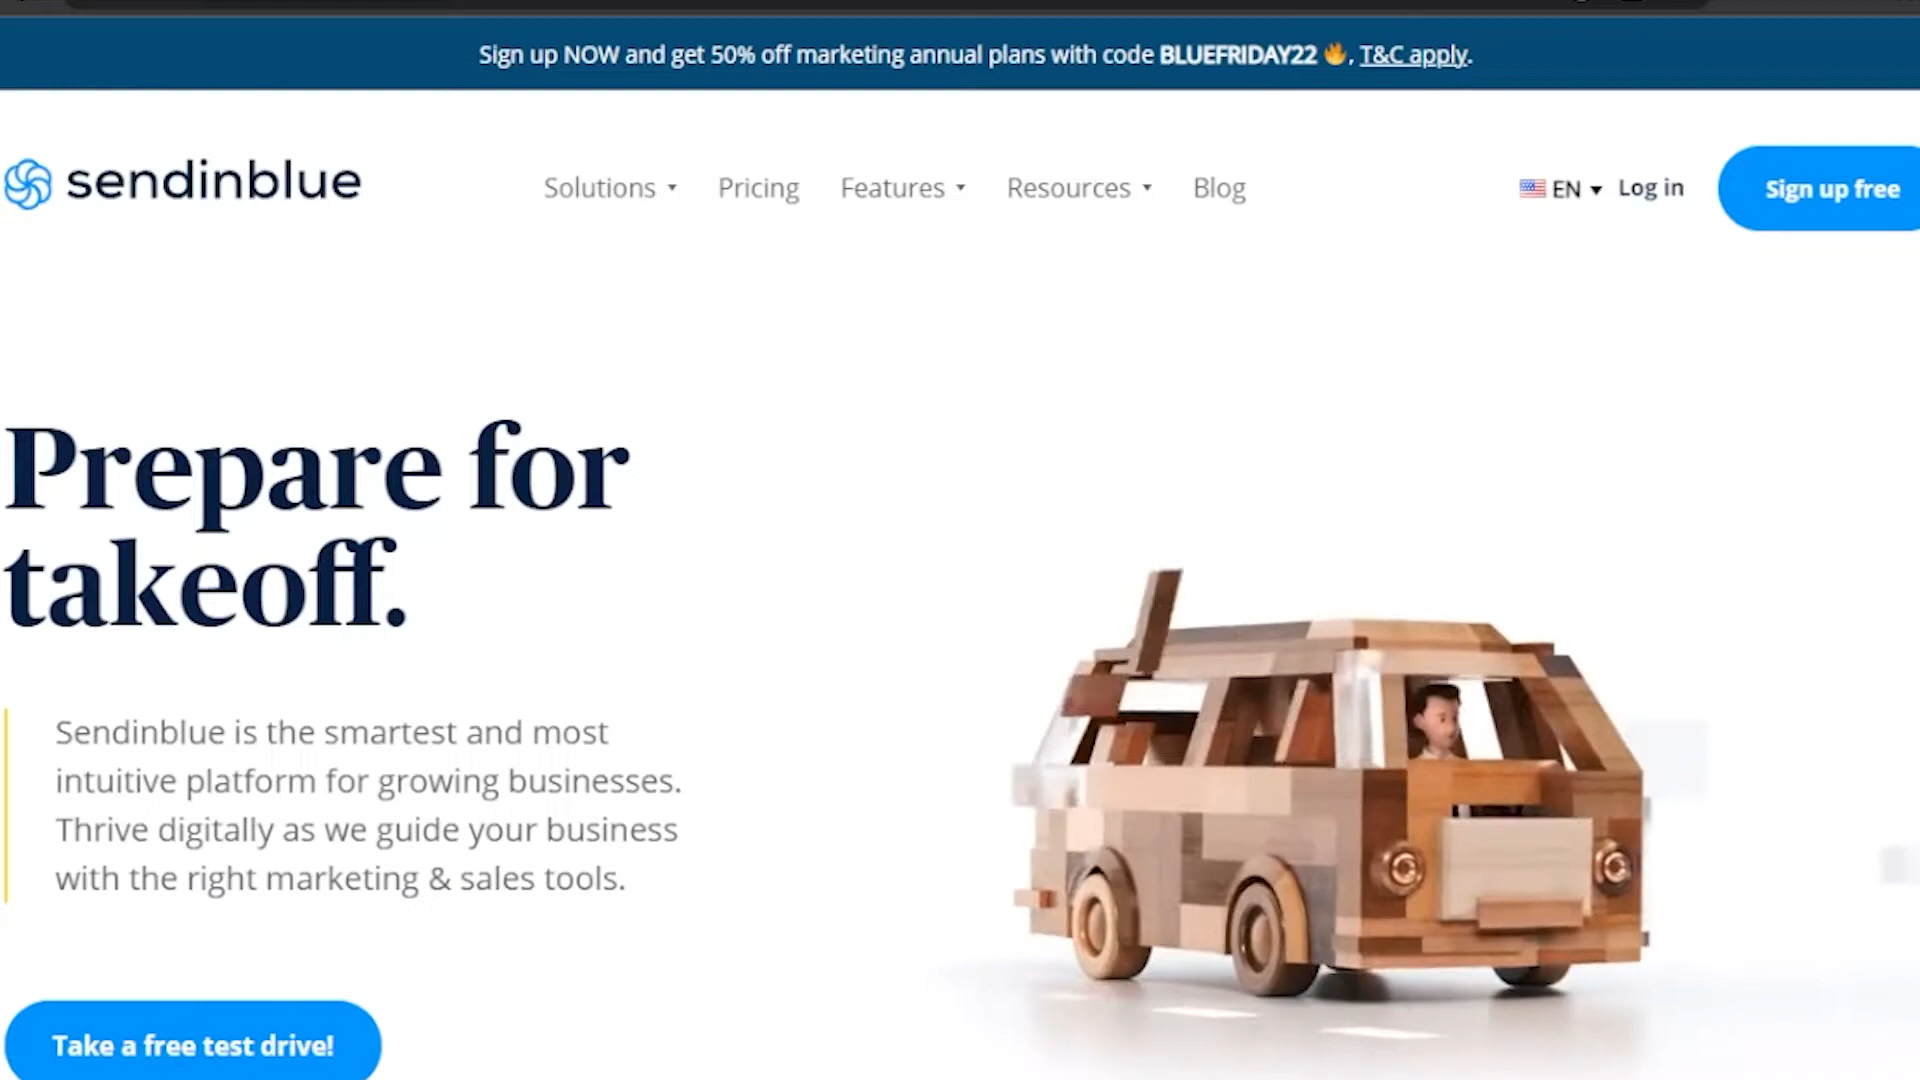 Sign up NOW and get 50% off marketing annual plans with code BLUEFRIDAY22 🔥, T&C apply.
sendinblue
Solutions
Pricing
Features
Resources
Blog
EN
Log in
Sign up free
Prepare for
takeoff.
Sendinblue is the smartest and most
intuitive platform for growing businesses.
Thrive digitally as we guide your business
with the right marketing & sales tools.
Take a free test drive!